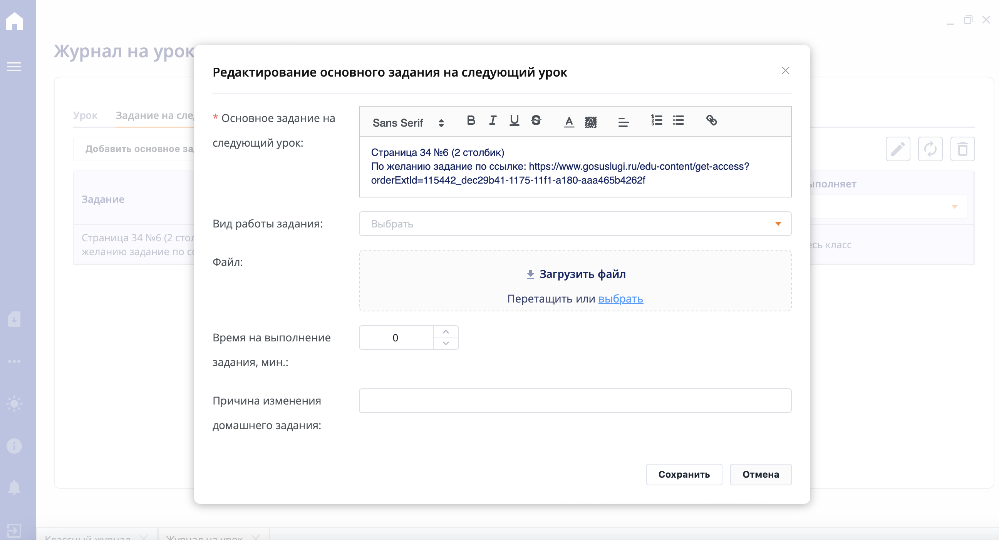 Журнал на урок
Редактирование основного задания на следующий урок
Урок
Задание на сле
Добавить основное за
Задание
Страница 34 №6 (2 стол
желанию задание по
* Основное задание на
следующий урок:
Sans Serif
Страница 34 №6 (2 столбик)
По желанию задание по ссылке: https://www.gosuslugi.ru/edu-content/get-access?
orderExtId=115442_dec29b41-1175-11f1-a180-aaa465b4262f
Вид работы задания:
Выбрать
Файл:
Загрузить файл
Перетащить или выбрать
Время на выполнение
задания, мин.:
0
Причина изменения
домашнего задания:
Сохранить
Отмена
ыполняет
есь класс
Классный журнал
Журнал на урок